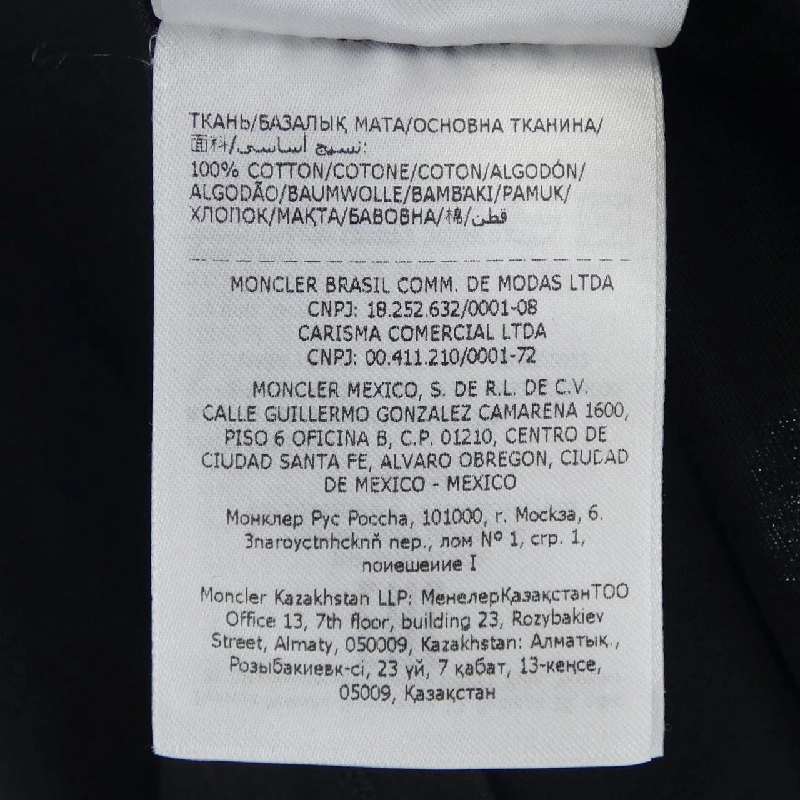 ТКАНЬ/БАЗАЛЫҚ МАТА/ОСНОВНА ТКАНИНА/
面料/نسيج أساسي:
100% COTTON/COTONE/COTON/ALGODÓN/
ALGODÃO/BAUMWOLLE/BAMBAKI/PAMUK/
ХЛОПОК/МАҚТА/БАВОВНА/棉/قطن
MONCLER BRASIL COMM. DE MODAS LTDA
CNPJ: 18.252.632/0001-08
CARISMA COMERCIAL LTDA
CNPJ: 00.411.210/0001-72
MONCLER MEXICO, S. DE R.L. DE C.V.
CALLE GUILLERMO GONZALEZ CAMARENA 1600,
PISO 6 OFICINA B, C.P. 01210, CENTRO DE
CIUDAD SANTA FE, ALVARO OBREGON, CIUDAD
DE MEXICO - MEXICO
Монклер Рус Poccha, 101000, г. Москза, 6.
Зnaroyctnhcknñ пер., лом Nº 1, стр. 1,
поиешеиние I
Moncler Kazakhstan LLP: МенелерҚазақстанТОО
Office 13, 7th floor, building 23, Rozybakiev
Street, Almaty, 050009, Kazakhstan: Алматық.,
Розыбакиевк-сі, 23 үй, 7 қабат, 13-кеңсе,
05009, Қазақстан